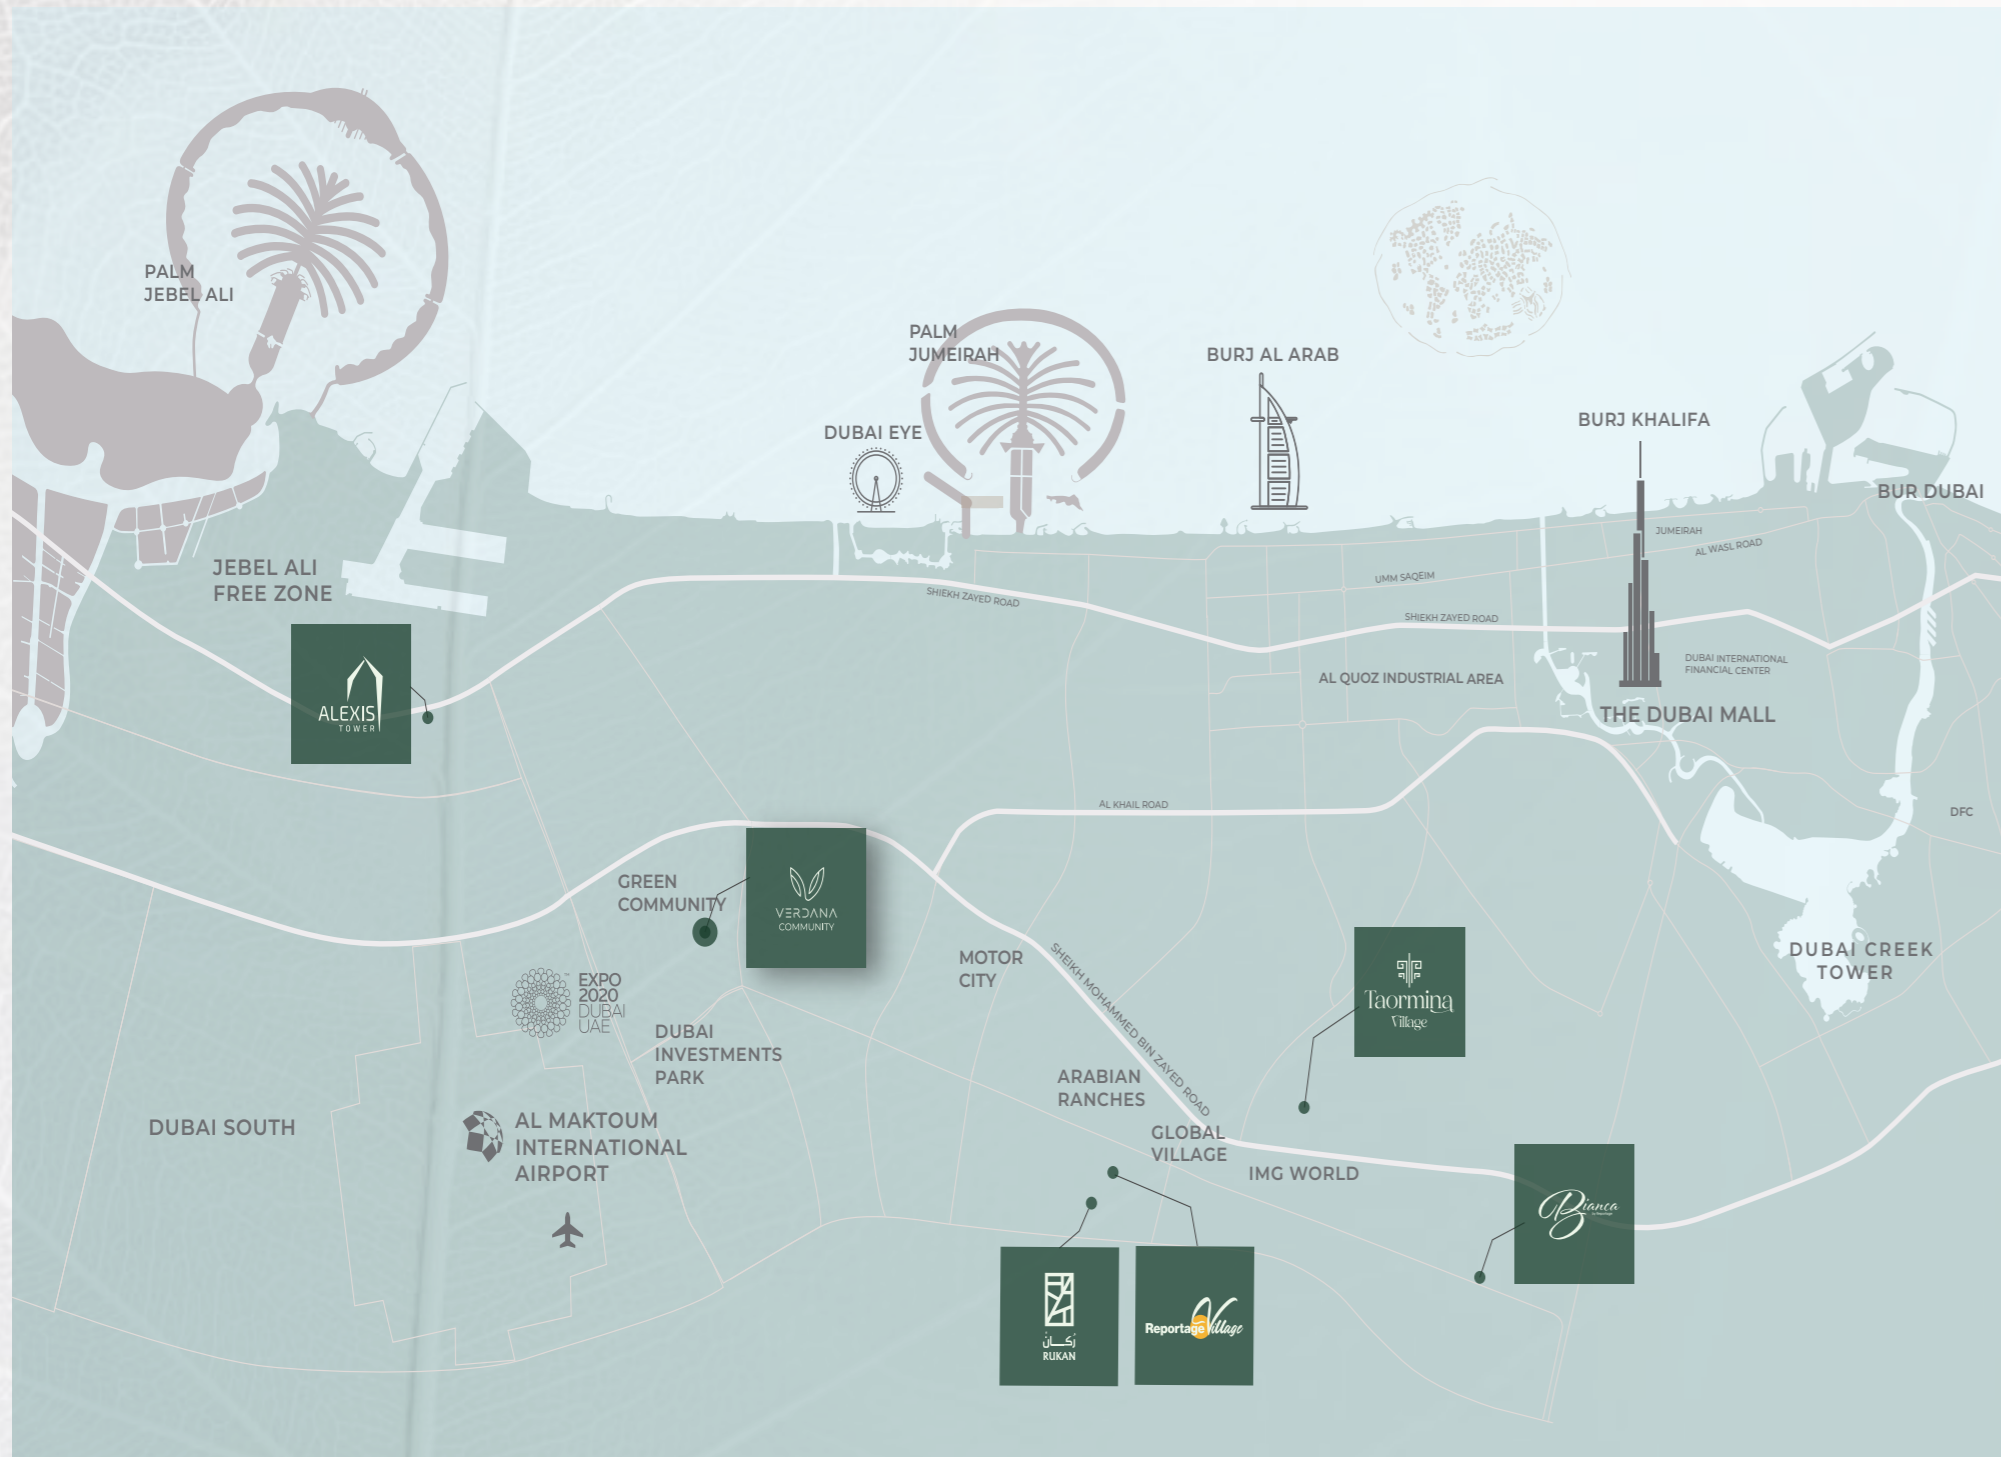 PALM
JEBEL ALI
PALM
JUMEIRAH
BURJ AL ARAB
DUBAI EYE
BURJ KHALIFA
BUR DUBAI
JUMEIRAH
AL WASL ROAD
JEBEL ALI
FREE ZONE
UMM SAQEIM
SHIEKH ZAYED ROAD
SHIEKH ZAYED ROAD
DUBAI INTERNATIONAL
FINANCIAL CENTER
AL QUOZ INDUSTRIAL AREA
ALEXIS
TOWER
THE DUBAI MALL
AL KHAIL ROAD
DFC
GREEN
COMMUNITY
VERDANA
COMMUNITY
MOTOR
CITY
SHEIKH MOHAMMED BIN ZAYED ROAD
DUBAI CREEK
TOWER
EXPO
2020
DUBAI
UAE
™
Taormina
Village
DUBAI
INVESTMENTS
PARK
ARABIAN
RANCHES
DUBAI SOUTH
AL MAKTOUM
INTERNATIONAL
AIRPORT
GLOBAL
VILLAGE
IMG WORLD
Bianca
by Reportage
رُكــانْ
RUKAN
Reportage Village